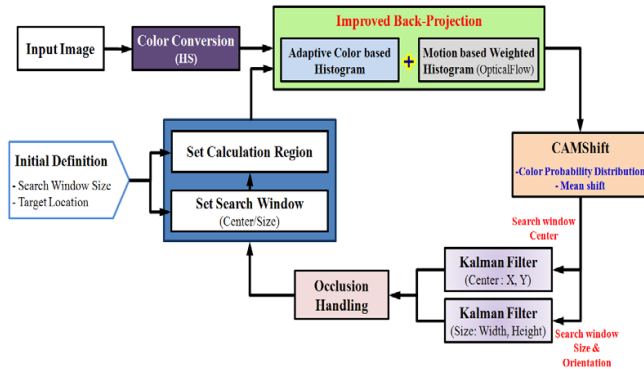 Improved Back-Projection
Input Image
Color Conversion
(HS)
Adaptive Color based
Histogram
+
Motion based Weighted
Histogram (OpticalFlow)
Initial Definition
- Search Window Size
- Target Location
Set Calculation Region
Set Search Window
(Center/Size)
CAMShift
-Color Probability Distribution
- Mean shift
Search window
Center
Kalman Filter
(Center : X, Y)
Occlusion
Handling
Kalman Filter
(Size: Width, Height)
Search window
Size &
Orientation